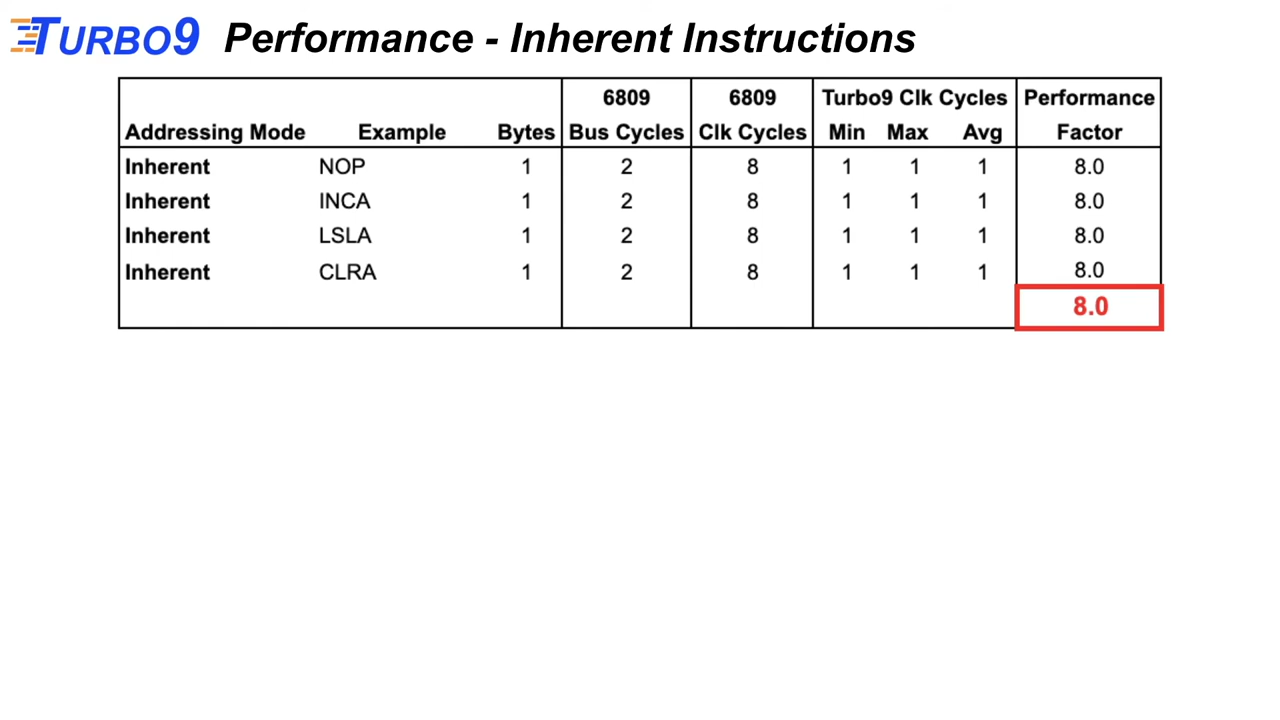 TURBO9 Performance - Inherent Instructions
6809 6809 Turbo9 Clk Cycles Performance
Addressing Mode Example Bytes Bus Cycles Clk Cycles Min Max Avg Factor
Inherent NOP 1 2 8 1 1 1 8.0
Inherent INCA 1 2 8 1 1 1 8.0
Inherent LSLA 1 2 8 1 1 1 8.0
Inherent CLRA 1 2 8 1 1 1 8.0
8.0